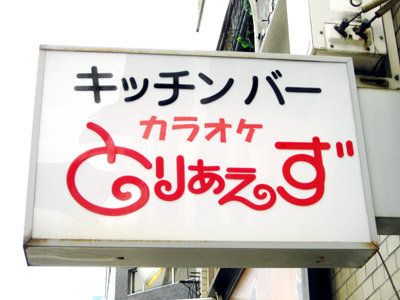 キッチンバー
カラオケ
とりあえず